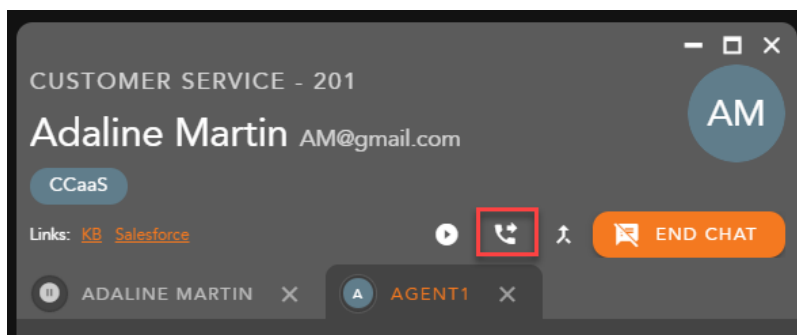 CUSTOMER SERVICE - 201
Adaline Martin AM@gmail.com
AM
CCaaS
Links: KB Salesforce
END CHAT
ADALINE MARTIN
A AGENT1